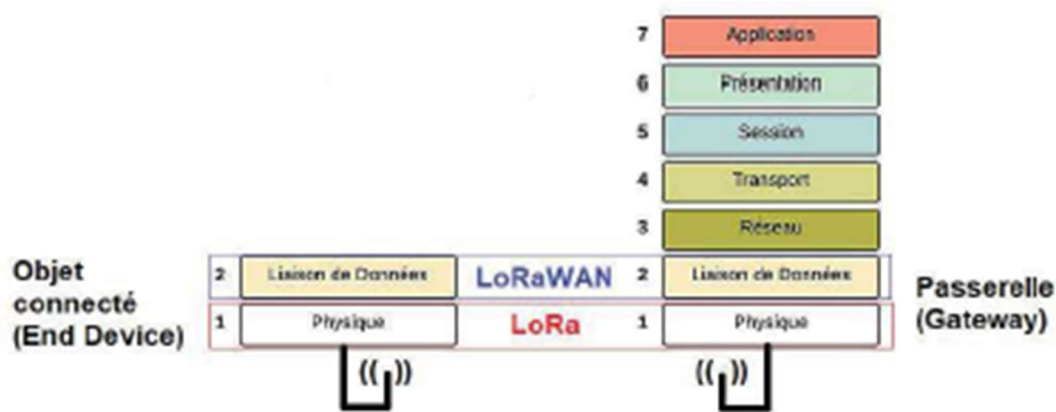 7 Application
6 Présentation
5 Session
4 Transport
3 Réseau
Objet
connecté
(End Device)
2 Liaison de Données LoRaWAN 2 Liaison de Données
1 Physique LoRa 1 Physique
Passerelle
(Gateway)
(( )) (( ))